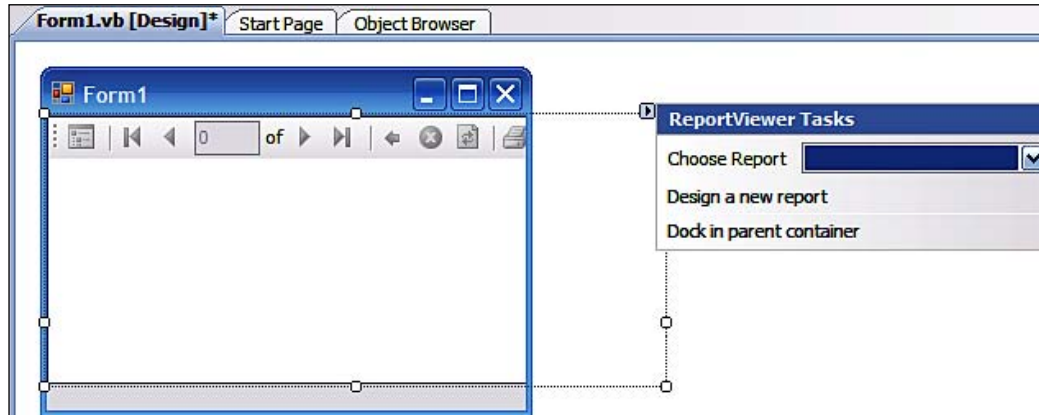 Form1.vb [Design]* Start Page Object Browser
Form1
0 of
ReportViewer Tasks
Choose Report
Design a new report
Dock in parent container